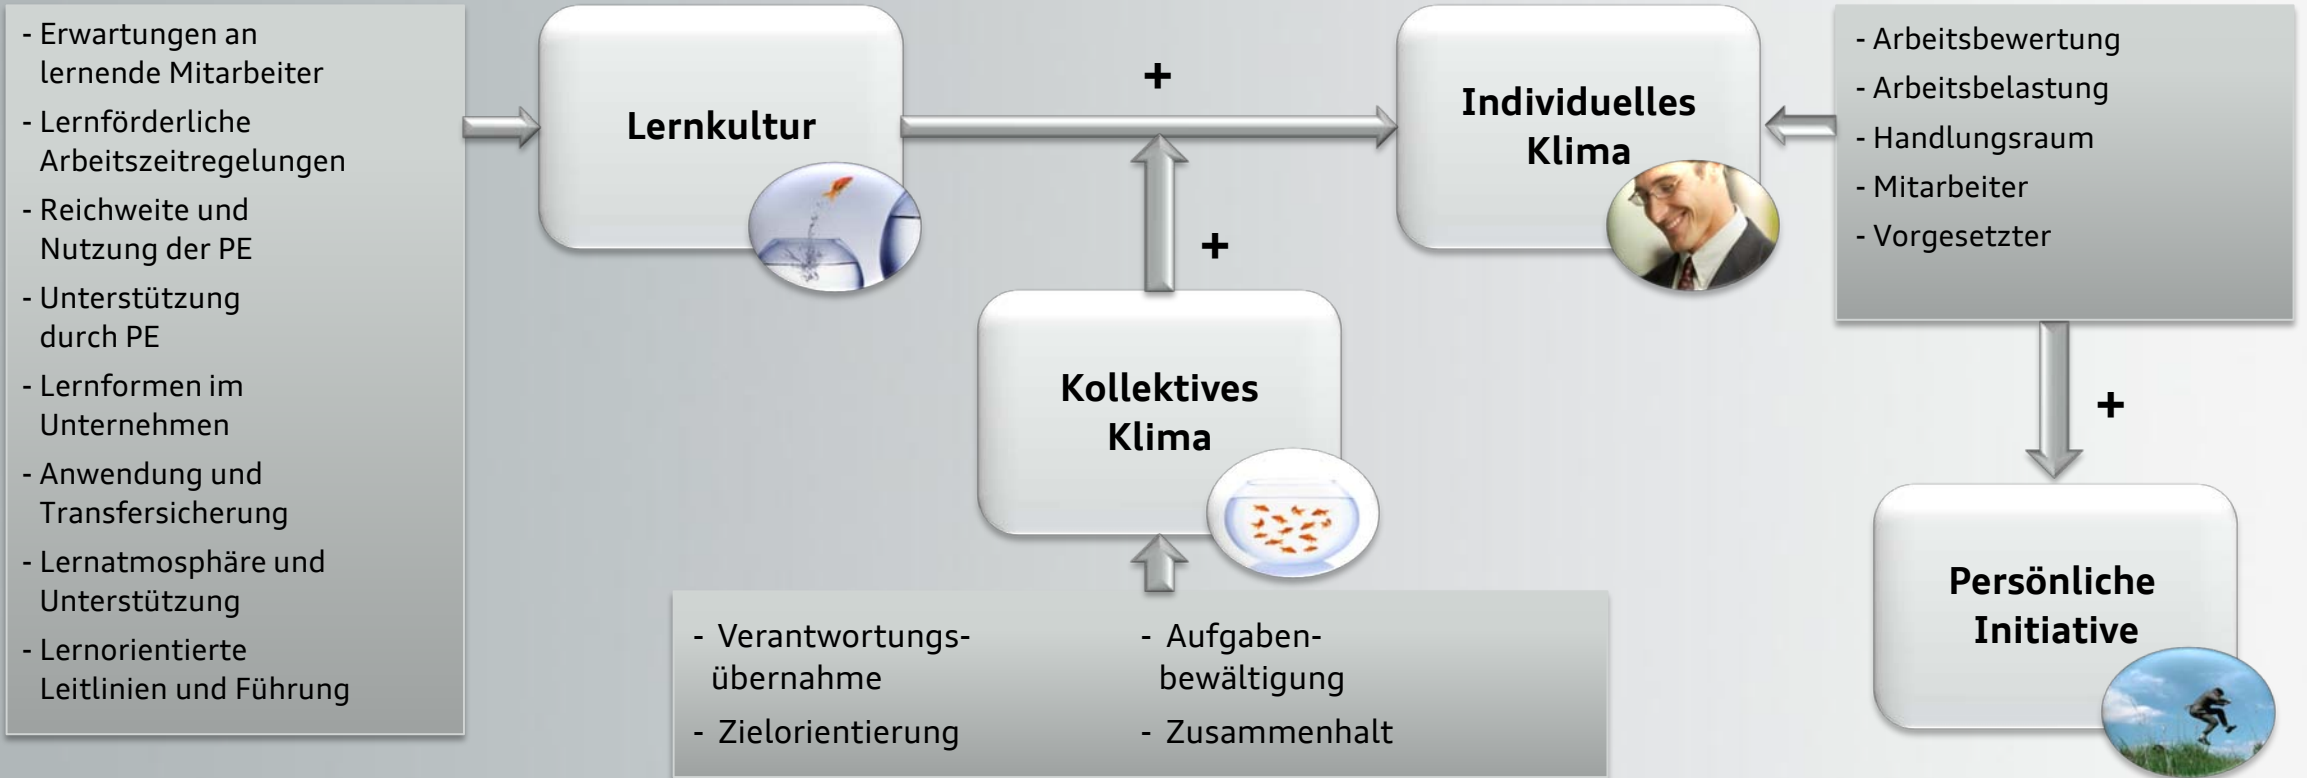 - Erwartungen an
lernende Mitarbeiter
- Lernförderliche
Arbeitszeitregelungen
- Reichweite und
Nutzung der PE
- Unterstützung
durch PE
- Lernformen im
Unternehmen
- Anwendung und
Transfersicherung
- Lernatmosphäre und
Unterstützung
- Lernorientierte
Leitlinien und Führung
Lernkultur
+
+
Kollektives
Klima
- Verantwortungs-
übernahme
- Zielorientierung
- Aufgaben-
bewältigung
- Zusammenhalt
Individuelles
Klima
- Arbeitsbewertung
- Arbeitsbelastung
- Handlungsraum
- Mitarbeiter
- Vorgesetzter
+
Persönliche
Initiative